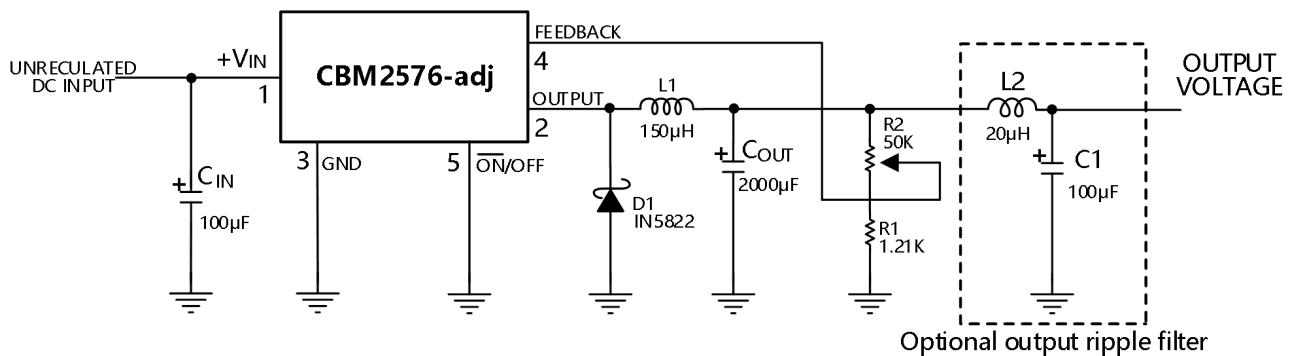 FEEDBACK
+VIN
4
UNRECULATED
DC INPUT
1
CBM2576-adj
OUTPUT
2
L1
150μH
L2
20μH
OUTPUT
VOLTAGE
3 GND
5 ON/OFF
R2
50K
+ COUT
2000μF
+ C1
100μF
+ CIN
100μF
D1
IN5822
R1
1.21K
Optional output ripple filter